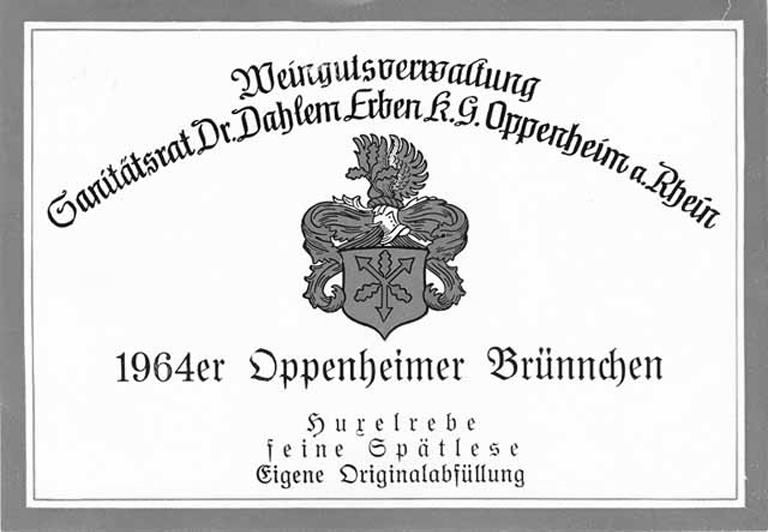 Weingutsverwaltung
Sanitätsrat Dr. Dahlem Erben K.G. Oppenheim a. Rhein
1964er Oppenheimer Brünnchen
Huxelrebe
feine Spätlese
Eigene Originalabfüllung